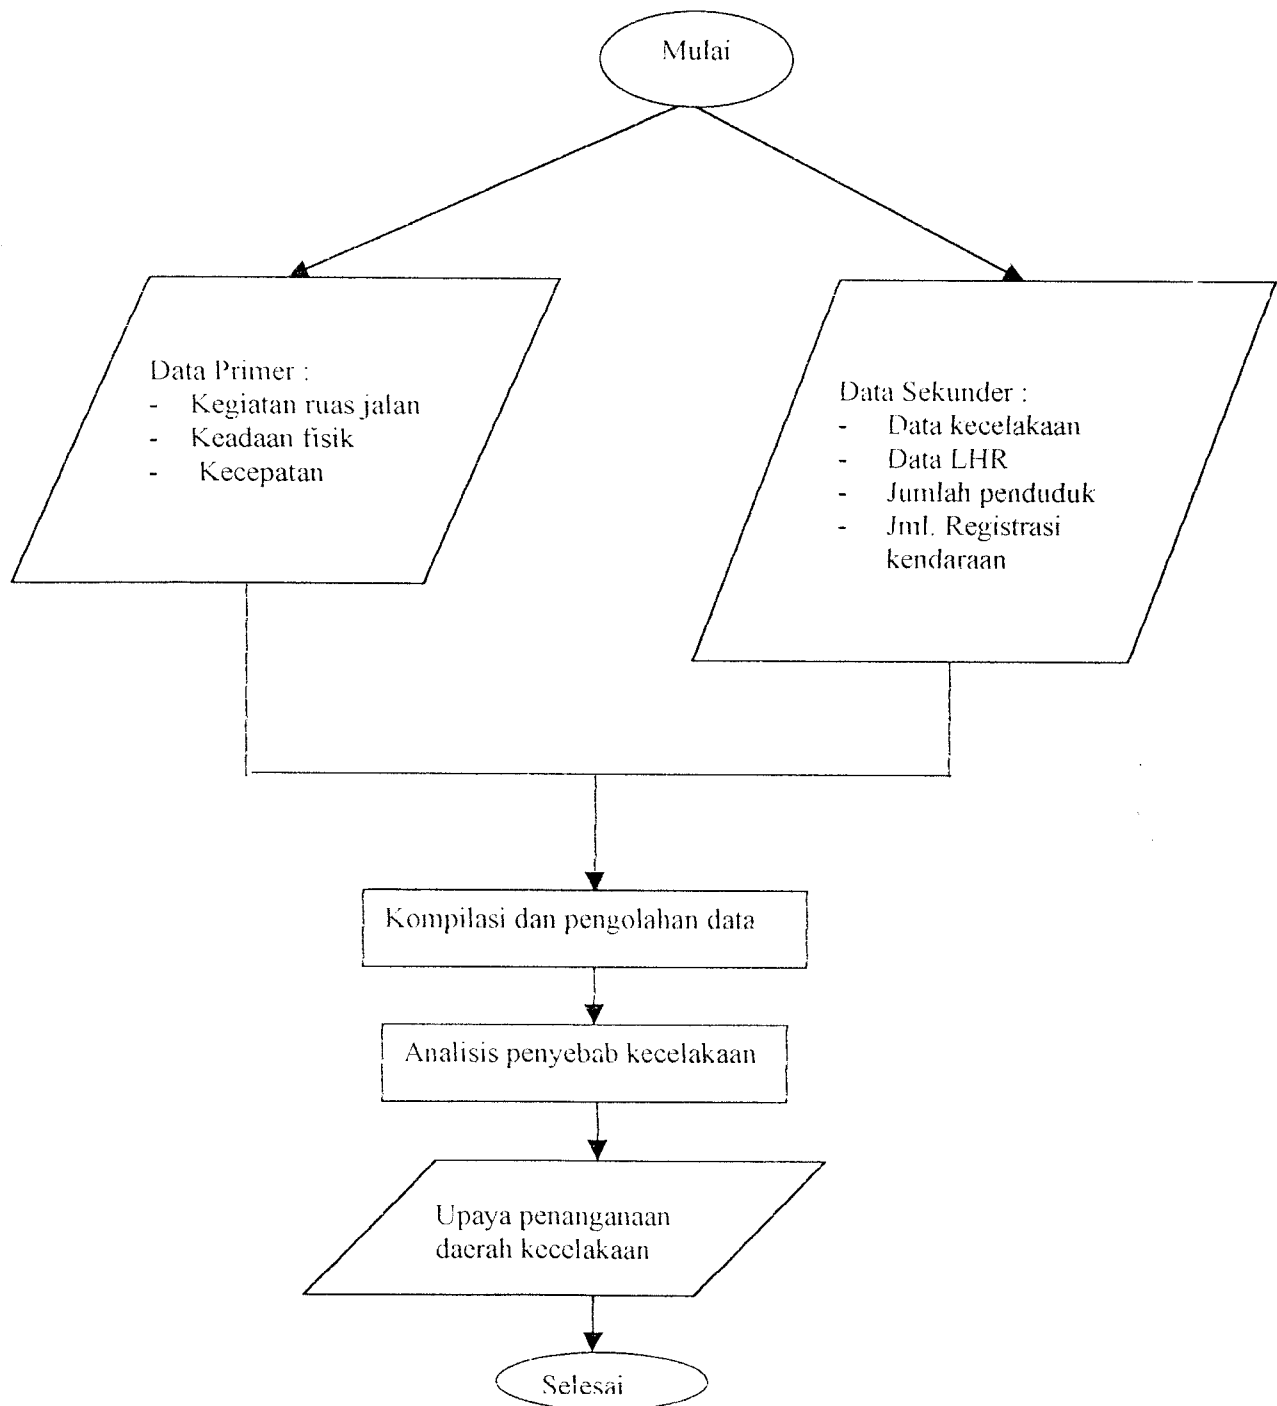 Mulai
Data Primer :
- Kegiatan ruas jalan
- Keadaan fisik
- Kecepatan
Data Sekunder :
- Data kecelakaan
- Data LHR
- Jumlah penduduk
- Jml. Registrasi
kendaraan
Kompilasi dan pengolahan data
Analisis penyebab kecelakaan
Upaya penanganaan
daerah kecelakaan
Selesai